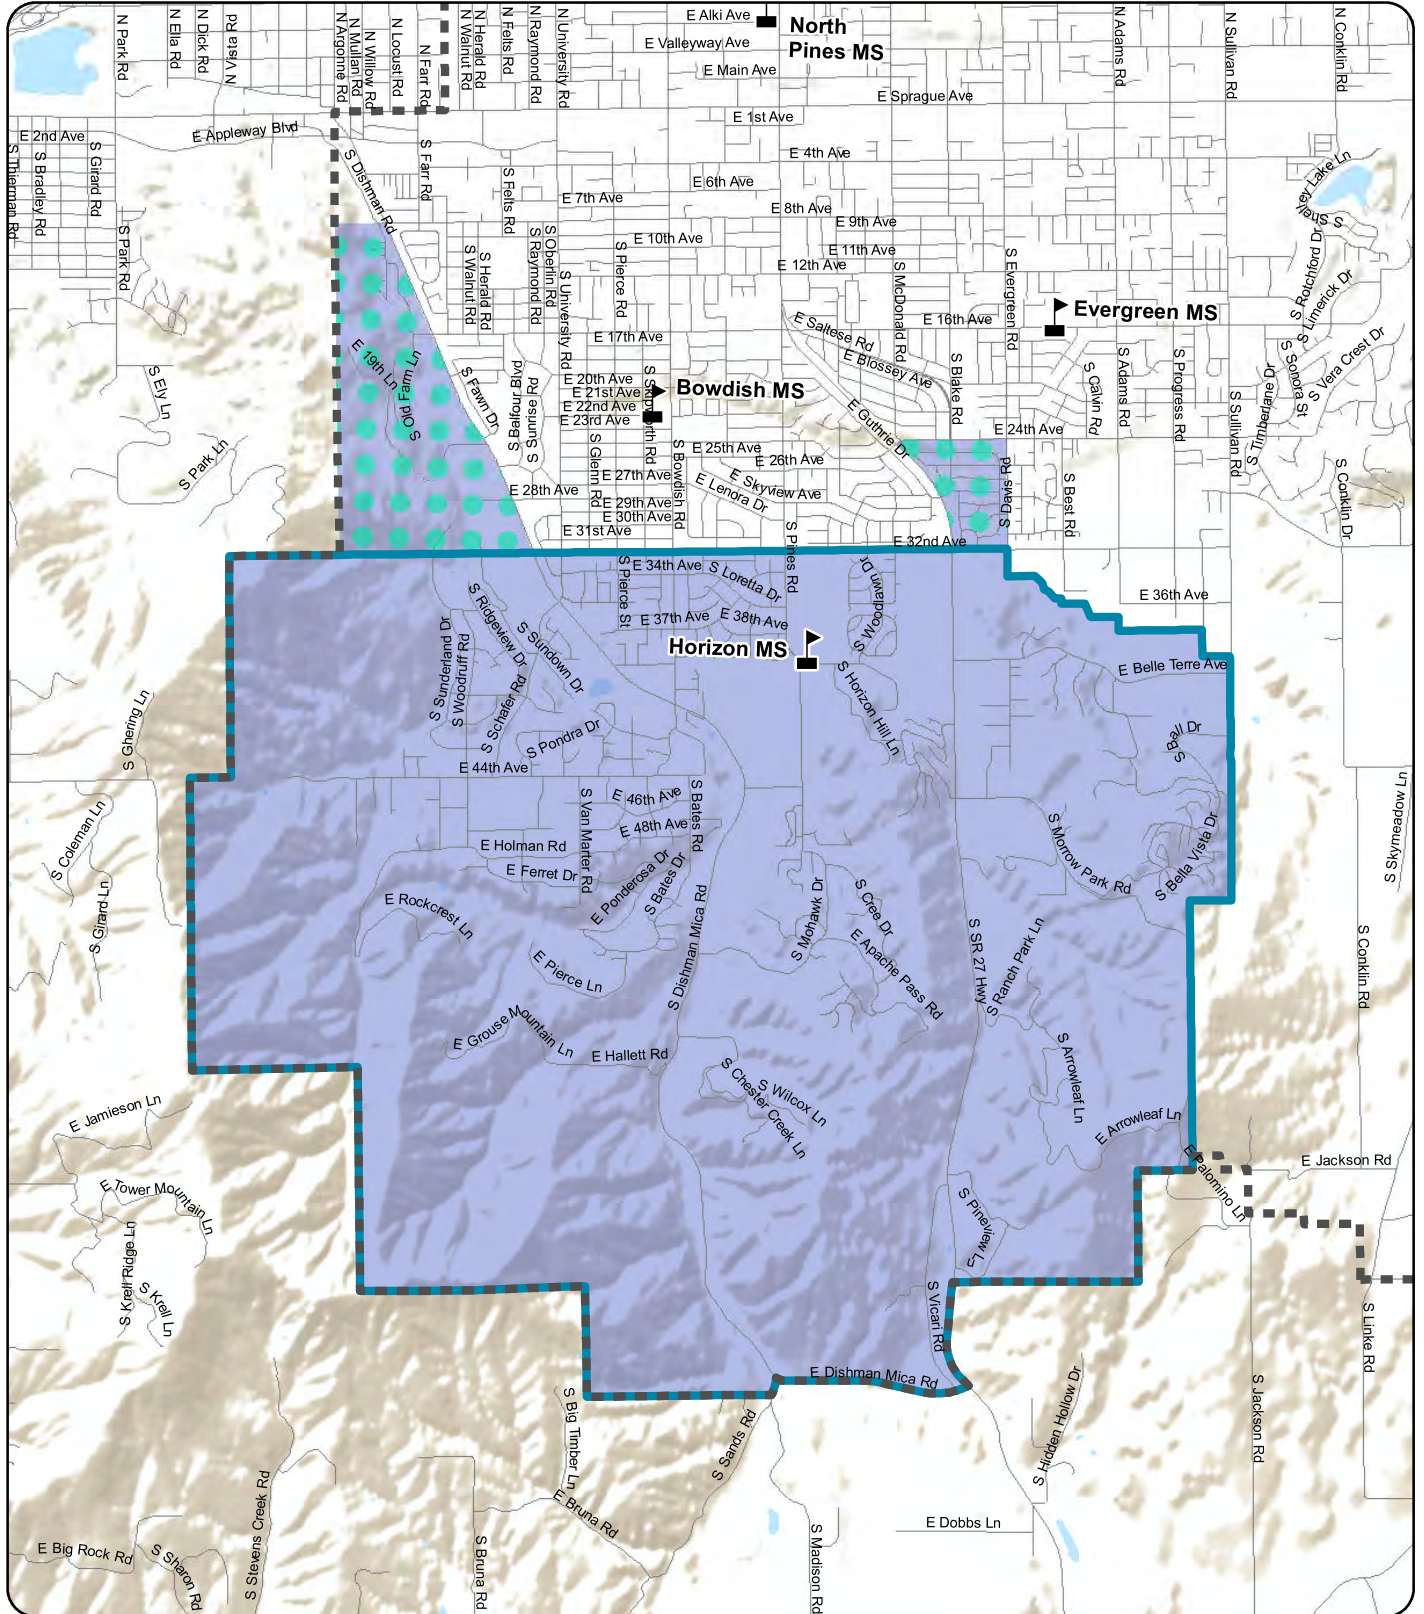 N Park Rd
N Ella Rd
N Dick Rd
N Vista Rd
N Argonne Rd
N Mullan Rd
N Willow Rd
N Locust Rd
N Farr Rd
N Walnut Rd
N Herald Rd
N Felts Rd
N Raymond Rd
N University Rd
E Alki Ave
E Valleyway Ave
E Main Ave
North
Pines MS
E Sprague Ave
N Adams Rd
N Sullivan Rd
N Conklin Rd
E 2nd Ave
E Appleway Blvd
E 1st Ave
E 4th Ave
S Thierman Rd
S Bradley Rd
S Girard Rd
S Park Rd
S Dishman Rd
S Farr Rd
S Felts Rd
E 6th Ave
E 7th Ave
E 8th Ave
E 9th Ave
E 10th Ave
E 11th Ave
E 12th Ave
S Walnut Rd
S Herald Rd
S Raymond Rd
S Oberlin Rd
S University Rd
S Pierce Rd
S McDonald Rd
S Evergreen Rd
S Rotchford Dr
S Limerick Dr
Evergreen MS
E 16th Ave
E 17th Ave
E Saltese Rd
E Blossey Ave
S Blake Rd
S Calvin Rd
S Adams Rd
S Progress Rd
S Sullivan Rd
S Timberlane Dr
S Sonora St
S Vera Crest Dr
S Ely Ln
S Park Ln
E 19th Ln
S Old Farm Ln
S Fawn Dr
S Balfour Blvd
S Sunrise Rd
E 20th Ave
E 21st Ave
E 22nd Ave
E 23rd Ave
Bowdish MS
S Glenn Rd
S Bowdish Rd
E Guthrie Dr
E 24th Ave
E 25th Ave
E 26th Ave
E 27th Ave
E Skyview Ave
E Lenora Dr
E 28th Ave
E 29th Ave
E 30th Ave
E 31st Ave
E 32nd Ave
S Pines Rd
S Davis Rd
S Best Rd
S Conklin Dr
E 34th Ave
S Pierce St
S Loretta Dr
E 37th Ave
E 38th Ave
S Woodlawn Dr
E 36th Ave
Horizon MS
S Ridgeview Dr
S Sunderland Dr
S Woodruff Rd
S Sundown Dr
S Schafer Rd
S Pondra Dr
S Horizon Hill Ln
E Belle Terre Ave
S Ball Dr
S Ghering Ln
E 44th Ave
E 46th Ave
E 48th Ave
S Van Marter Rd
S Bates Rd
S Coleman Ln
S Girard Ln
E Holman Rd
E Ferret Dr
E Ponderosa Dr
S Bates Dr
E Rockcrest Ln
E Pierce Ln
S Dishman Mica Rd
S Mohawk Dr
S Cree Dr
E Apache Pass Rd
S Morrow Park Rd
S Bella Vista Dr
S Skymeadow Ln
S SR 27 Hwy
S Ranch Park Ln
S Conklin Rd
E Grouse Mountain Ln
E Hallett Rd
S Chester Creek Ln
S Wilcox Ln
S Arrowleaf Ln
E Arrowleaf Ln
E Jamieson Ln
E Tower Mountain Ln
S Krell Ridge Ln
S Krell Ln
E Palomino Ln
E Jackson Rd
S Pineview Ln
S Vicari Rd
S Linke Rd
E Dishman Mica Rd
S Big Timber Ln
S Sands Rd
S Hidden Hollow Dr
S Jackson Rd
S Stevens Creek Rd
E Bruna Rd
S Bruna Rd
S Madison Rd
E Dobbs Ln
E Big Rock Rd
S Sharon Rd